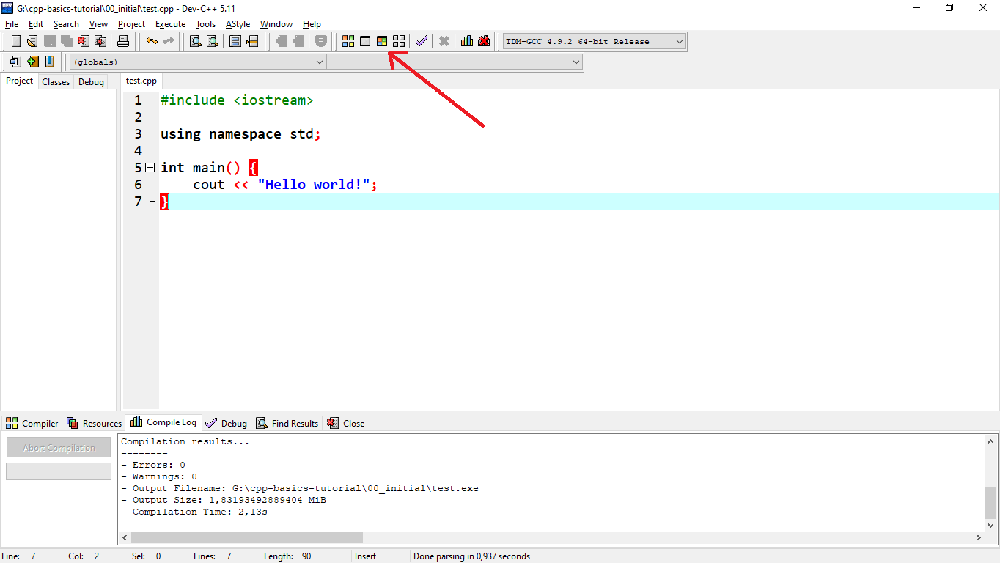 G:\cpp-basics-tutorial\00_initial\test.cpp - Dev-C++ 5.11
File Edit Search View Project Execute Tools AStyle Window Help
TDM-GCC 4.9.2 64-bit Release
(globals)
Project Classes Debug
test.cpp
1 #include <iostream>
2
3 using namespace std;
4
5 int main() {
6 cout << "Hello world!";
7 }
Compiler Resources Compile Log Debug Find Results Close
Abort Compilation
Compilation results...
--------
- Errors: 0
- Warnings: 0
- Output Filename: G:\cpp-basics-tutorial\00_initial\test.exe
- Output Size: 1,83193492889404 MiB
- Compilation Time: 2,13s
Line: 7 Col: 2 Sel: 0 Lines: 7 Length: 90 Insert Done parsing in 0,937 seconds